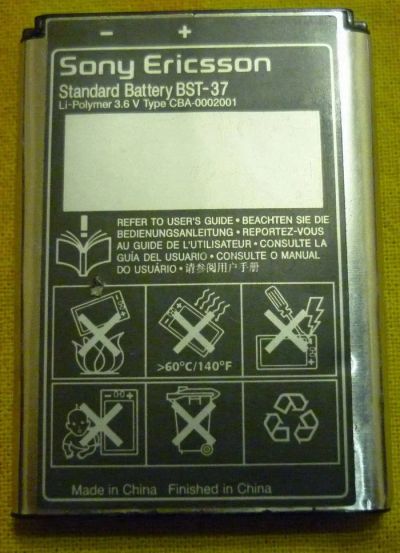 - +
Sony Ericsson
Standard Battery BST-37
Li-Polymer 3.6 V Type CBA-0002001
REFER TO USER'S GUIDE • BEACHTEN SIE DIE
BEDIENUNGSANLEITUNG • REPORTEZ-VOUS
AU GUIDE DE L'UTILISATEUR • CONSULTE LA
GUÍA DEL USUARIO • CONSULTE O MANUAL
DO USUÁRIO • 请参阅用户手册
>60°C/140°F
Made in China Finished in China